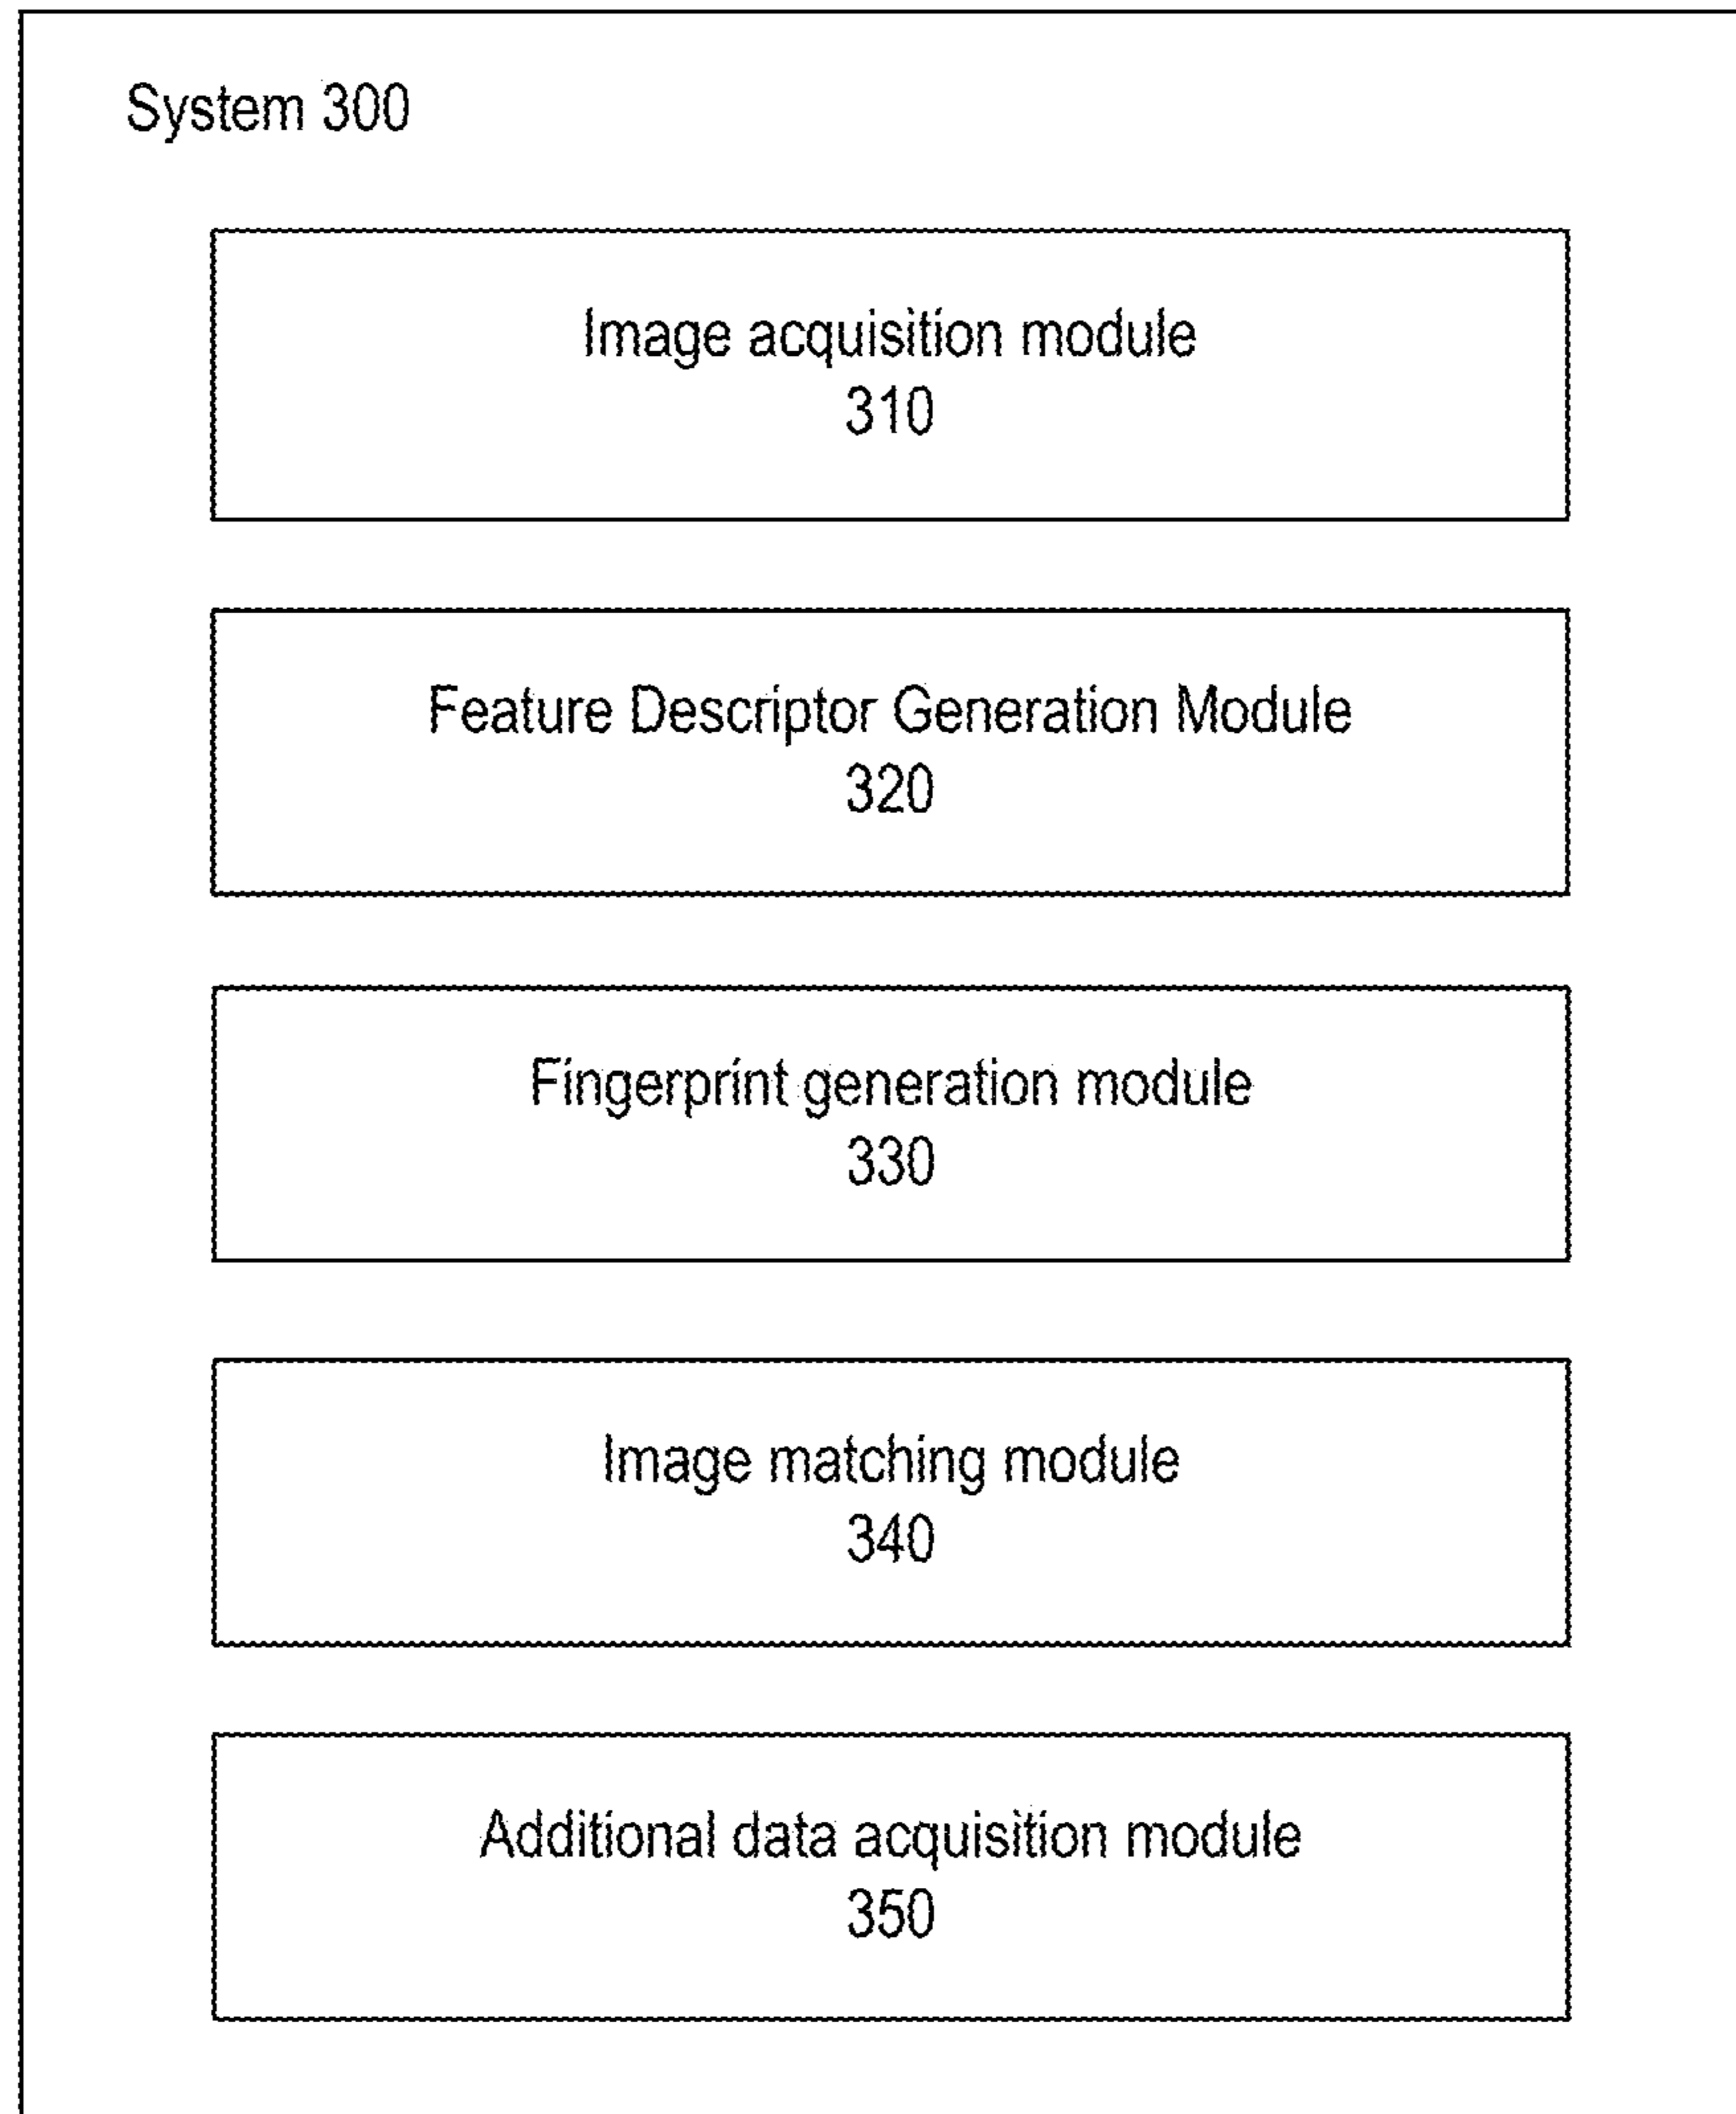 System 300
Image acquisition module
310
Feature Descriptor Generation Module
320
Fingerprint generation module
330
Image matching module
340
Additional data acquisition module
350